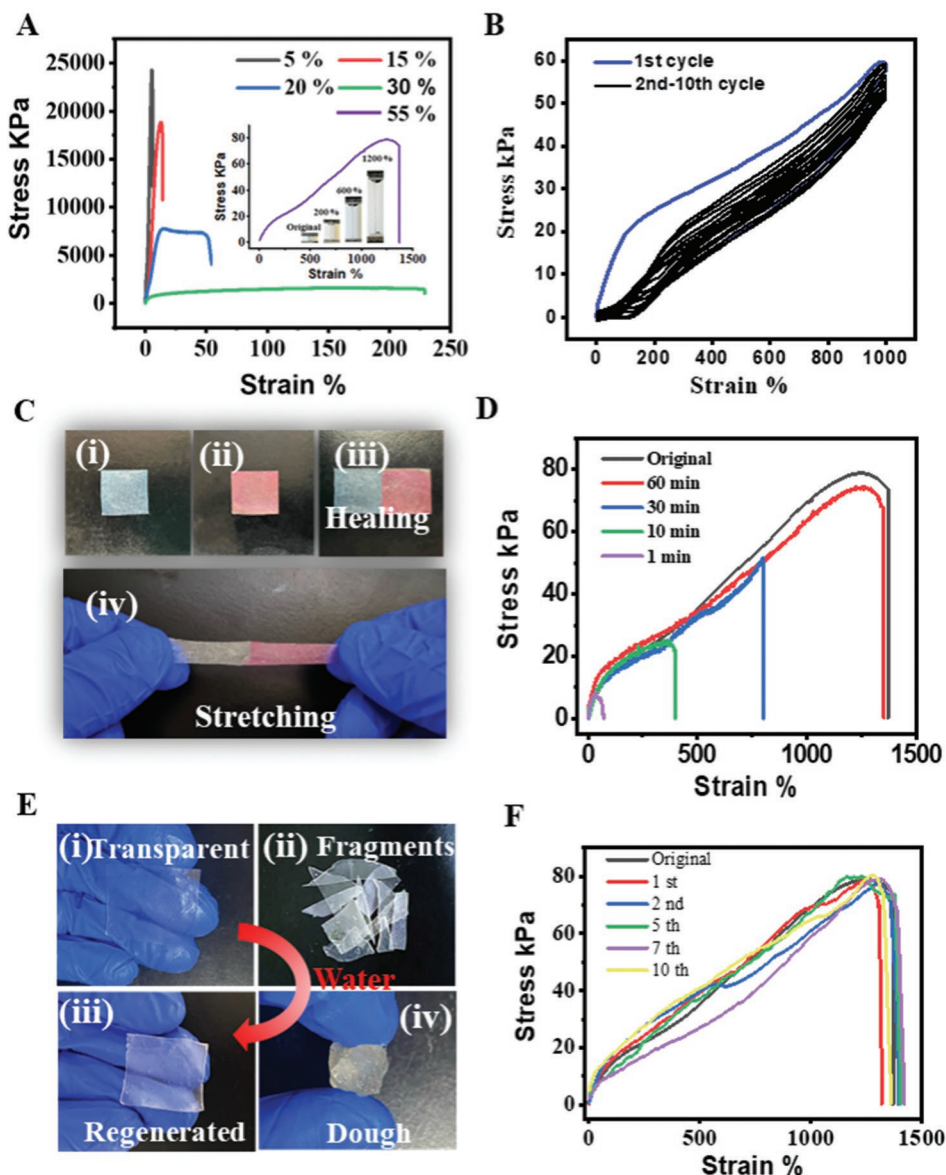 A
Stress KPa
25000
20000
15000
10000
5000
0
5 % 15 %
20 % 30 %
55 %
Stress KPa
80
60
40
20
0
Original
200 %
600 %
1200 %
0 500 1000 1500
Strain %
0 50 100 150 200 250
Strain %
B
Stress kPa
60
50
40
30
20
10
0
1st cycle
2nd-10th cycle
0 200 400 600 800 1000
Strain %
C
(i) (ii) (iii)
Healing
(iv)
Stretching
D
Stress kPa
80
60
40
20
0
Original
60 min
30 min
10 min
1 min
0 500 1000 1500
Strain %
E
(i) Transparent
(ii) Fragments
Water
(iii)
Regenerated
(iv)
Dough
F
Stress kPa
100
80
60
40
20
0
Original
1 st
2 nd
5 th
7 th
10 th
0 500 1000 1500
Strain %